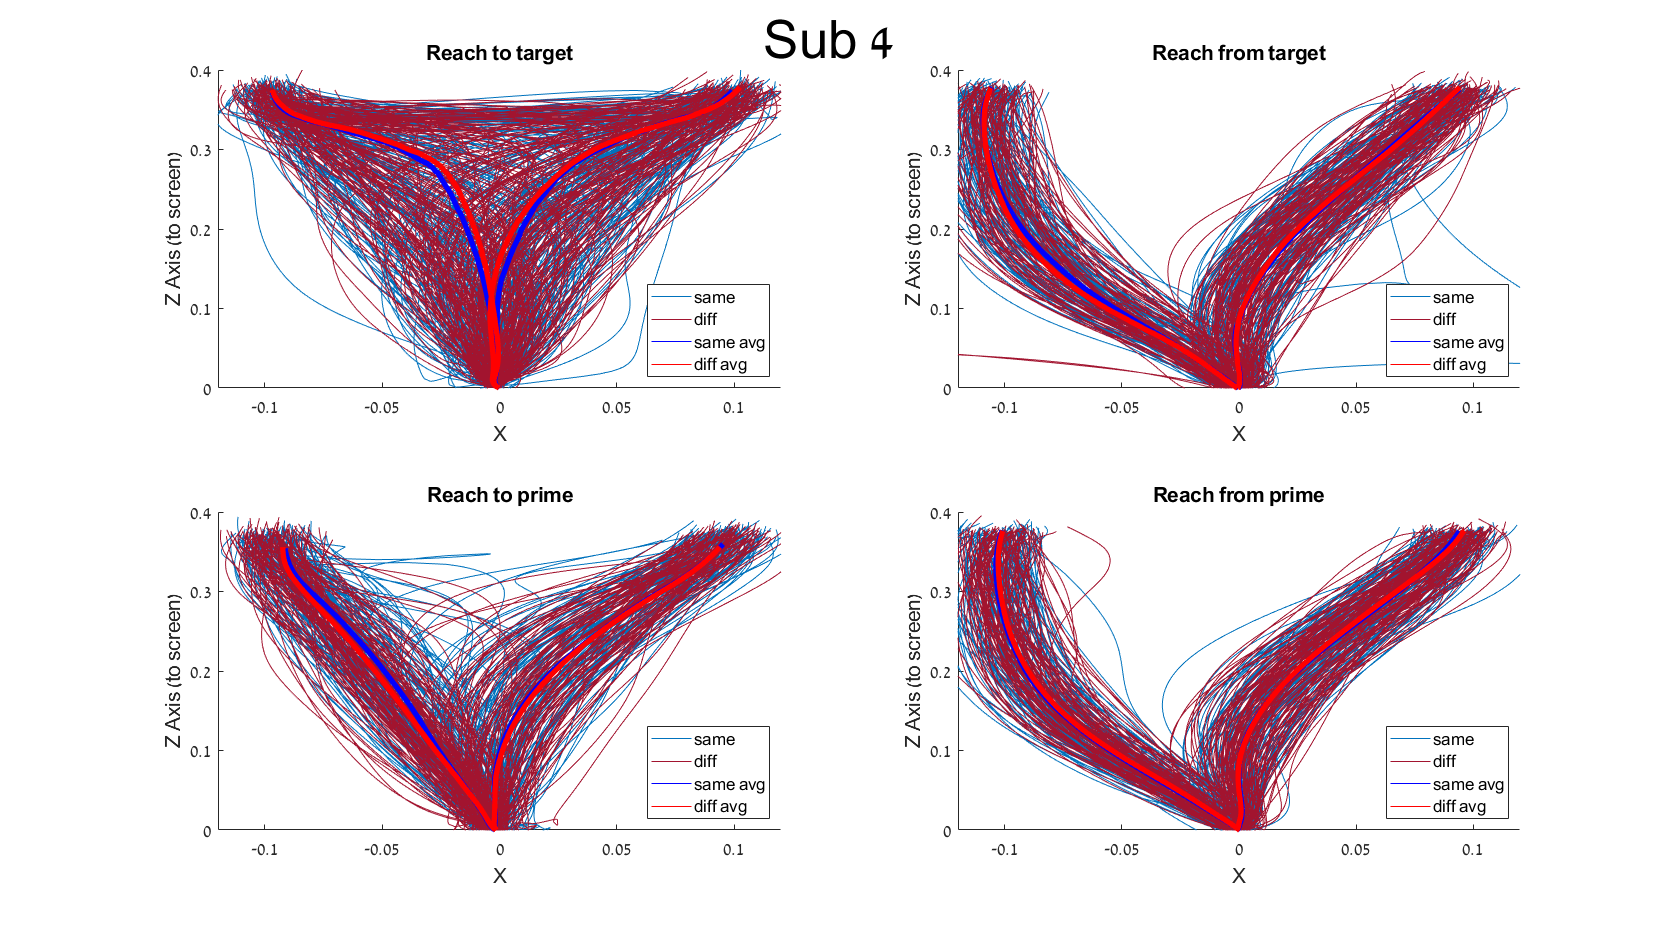 Sub 4
Reach to target
0.4
0.3
0.2
0.1
0
Z Axis (to screen)
-0.1
-0.05
0
0.05
0.1
X
same
diff
same avg
diff avg
Reach from target
0.4
0.3
0.2
0.1
0
Z Axis (to screen)
-0.1
-0.05
0
0.05
0.1
X
same
diff
same avg
diff avg
Reach to prime
0.4
0.3
0.2
0.1
0
Z Axis (to screen)
-0.1
-0.05
0
0.05
0.1
X
same
diff
same avg
diff avg
Reach from prime
0.4
0.3
0.2
0.1
0
Z Axis (to screen)
-0.1
-0.05
0
0.05
0.1
X
same
diff
same avg
diff avg